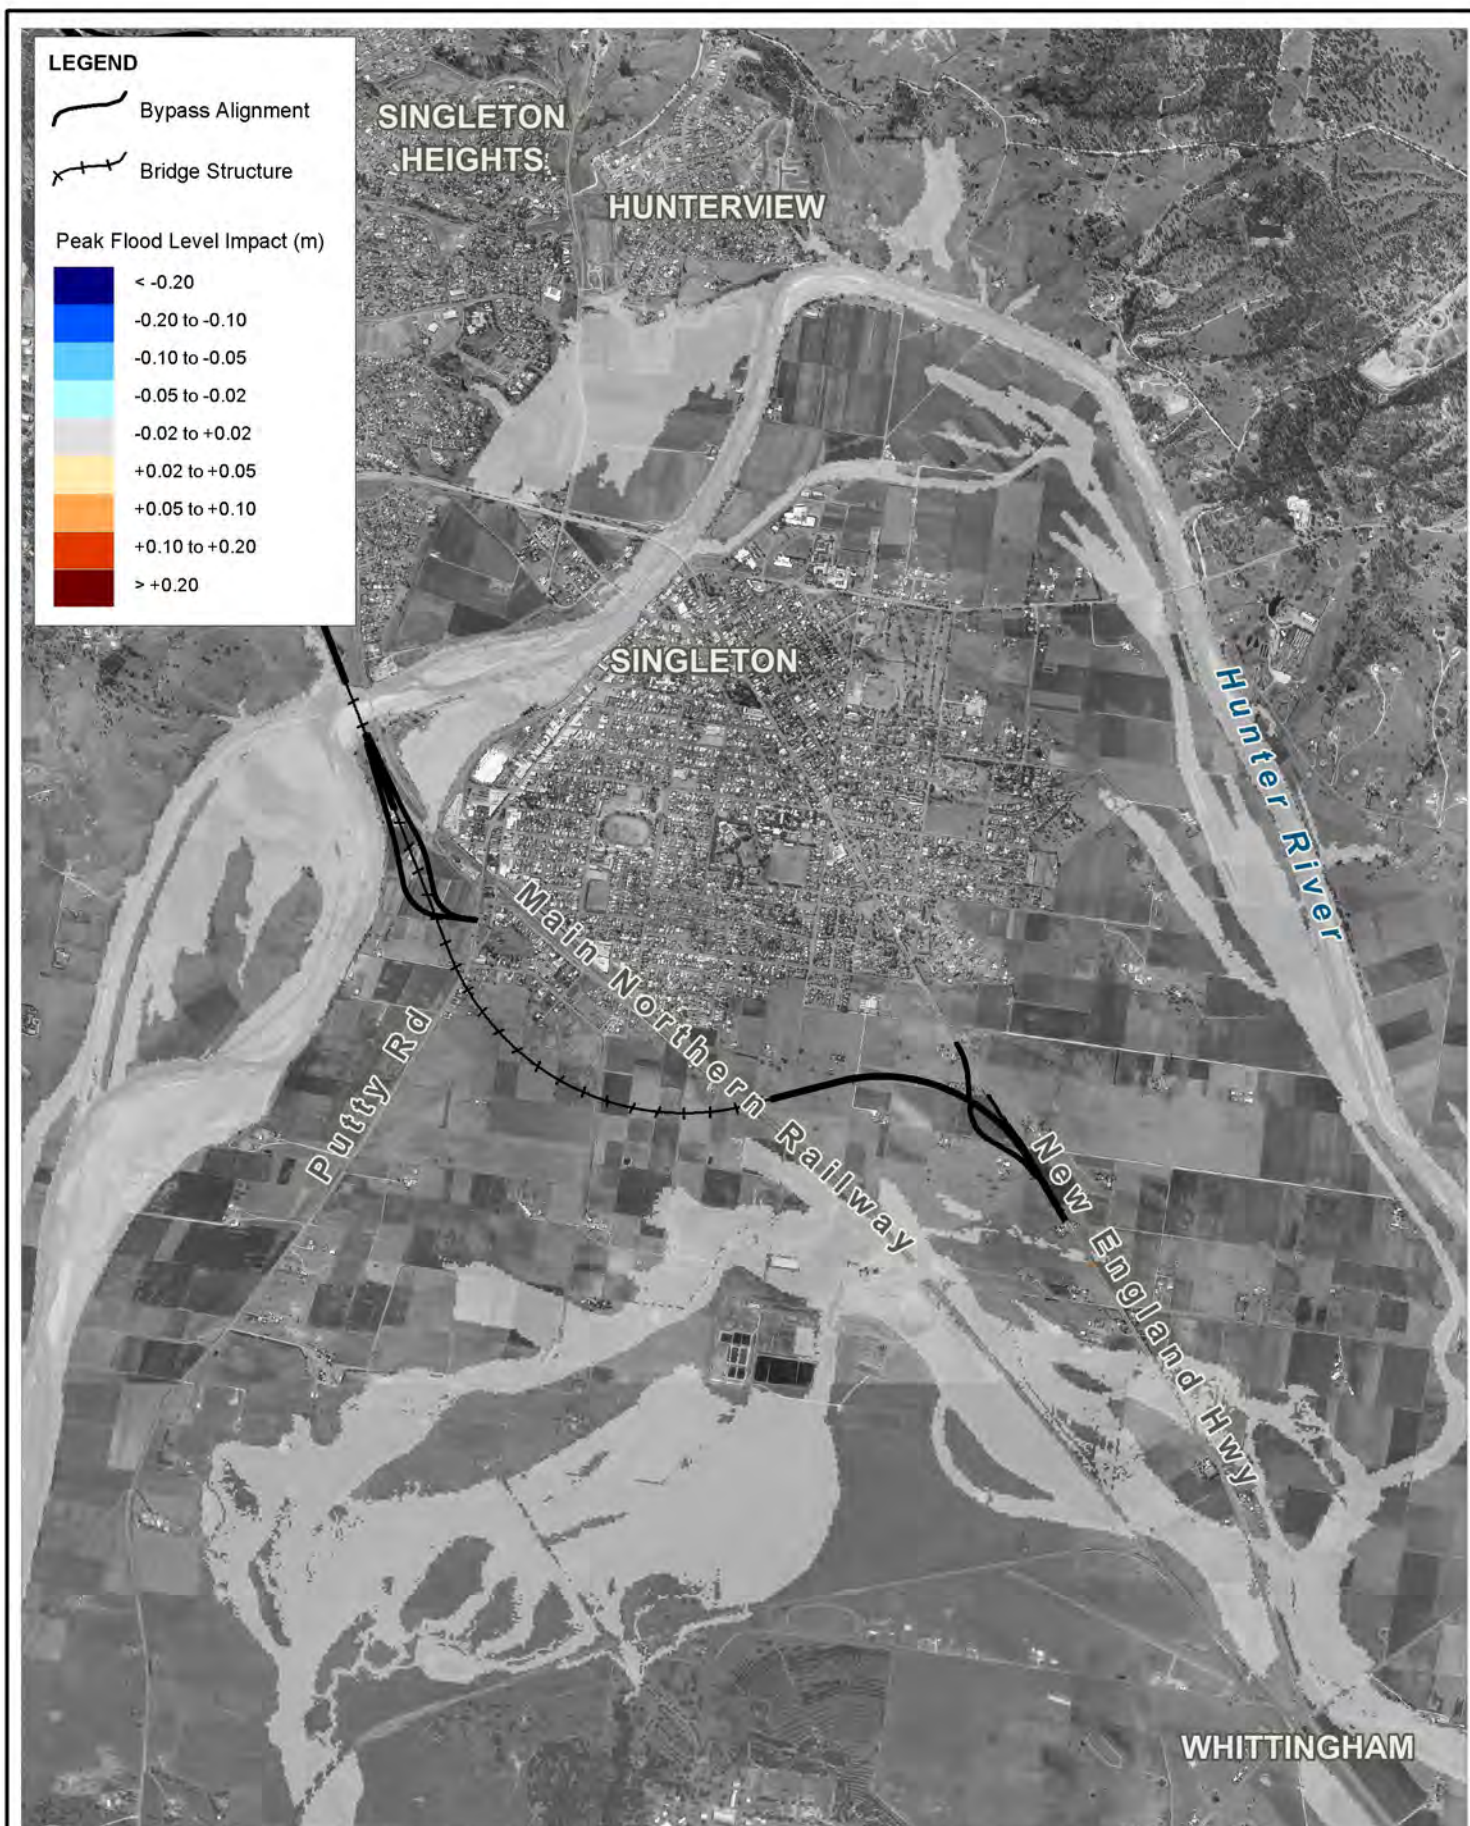 LEGEND
Bypass Alignment
Bridge Structure
Peak Flood Level Impact (m)
< -0.20
-0.20 to -0.10
-0.10 to -0.05
-0.05 to -0.02
-0.02 to +0.02
+0.02 to +0.05
+0.05 to +0.10
+0.10 to +0.20
> +0.20
SINGLETON
HEIGHTS
HUNTERVIEW
SINGLETON
Hunter River
Main Northern Railway
Putty Rd
New England Hwy
WHITTINGHAM